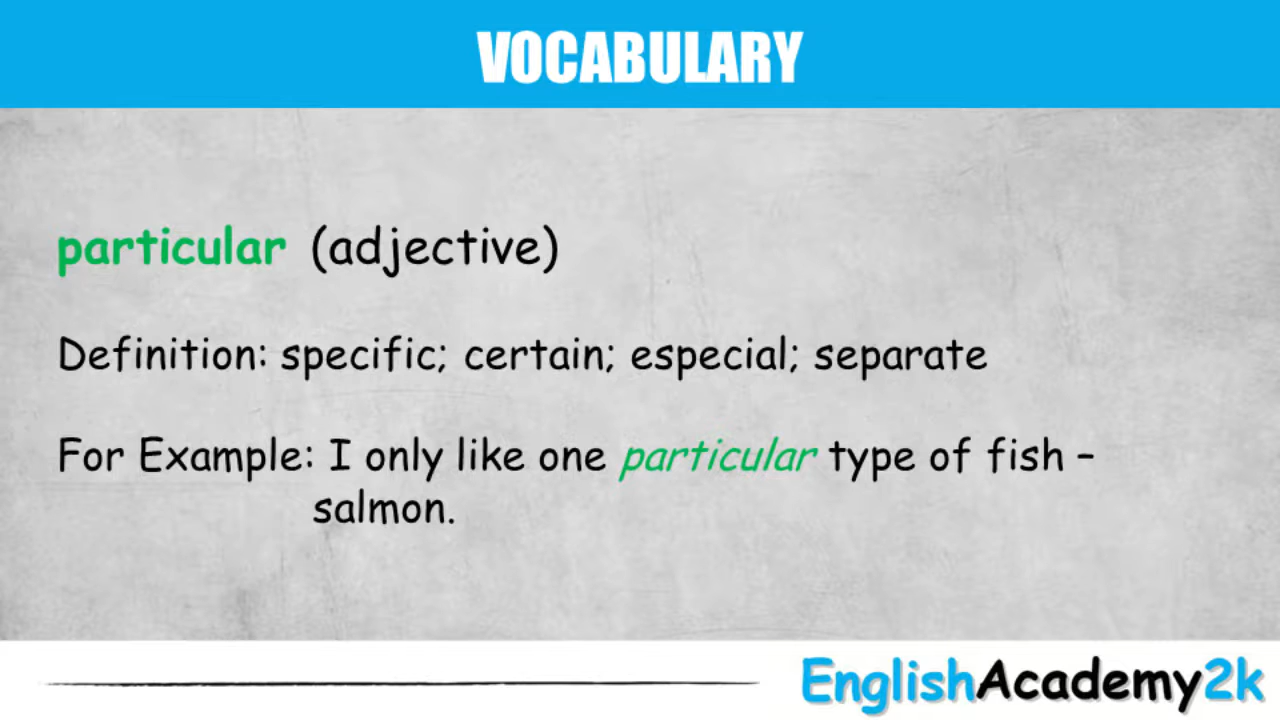 VOCABULARY
particular (adjective)
Definition: specific; certain; especial; separate
For Example: I only like one particular type of fish –
salmon.
EnglishAcademy2k